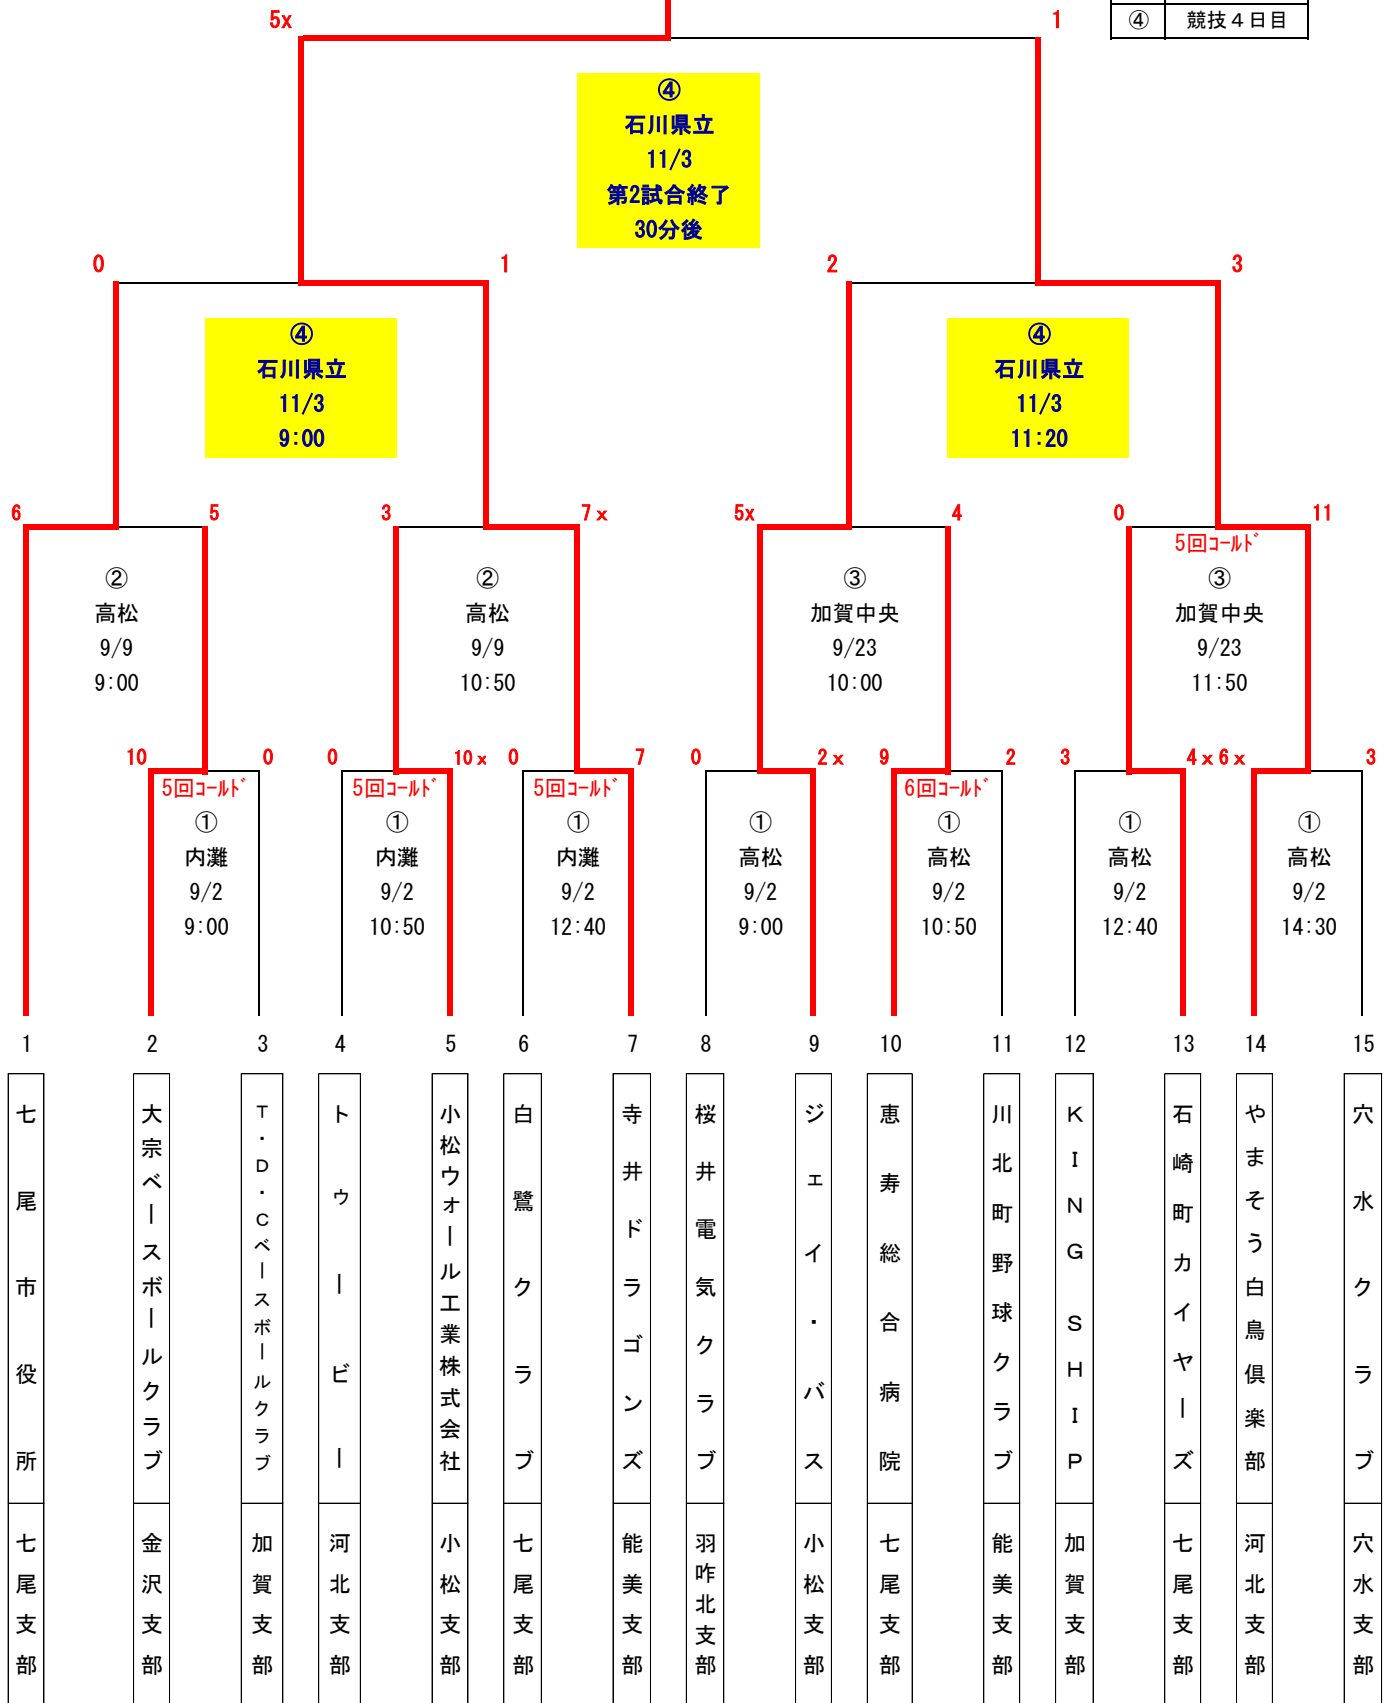 ④ 競技４日目
5x 1
④
石川県立
11/3
第2試合終了
30分後
0 1 2 3
④
石川県立
11/3
9:00
④
石川県立
11/3
11:20
6 5 3 7x 5x 4 0 11
5回ｺｰﾙﾄﾞ
②
高松
9/9
9:00
②
高松
9/9
10:50
③
加賀中央
9/23
10:00
③
加賀中央
9/23
11:50
10 0 0 10x 0 7 0 2x 9 2 3 4x 6x 3
5回ｺｰﾙﾄﾞ
①
内灘
9/2
9:00
5回ｺｰﾙﾄﾞ
①
内灘
9/2
10:50
5回ｺｰﾙﾄﾞ
①
内灘
9/2
12:40
①
高松
9/2
9:00
6回ｺｰﾙﾄﾞ
①
高松
9/2
10:50
①
高松
9/2
12:40
①
高松
9/2
14:30
1 2 3 4 5 6 7 8 9 10 11 12 13 14 15
七尾市役所
大宗ベースボールクラブ
Ｔ・Ｄ・Ｃベースボールクラブ
トゥービー
小松ウォール工業株式会社
白鷺クラブ
寺井ドラゴンズ
桜井電気クラブ
ジェイ・バス
恵寿総合病院
川北町野球クラブ
ＫＩＮＧ　ＳＨＩＰ
石崎町カイヤーズ
やまそう白鳥倶楽部
穴水クラブ
七尾支部
金沢支部
加賀支部
河北支部
小松支部
七尾支部
能美支部
羽咋北支部
小松支部
七尾支部
能美支部
加賀支部
七尾支部
河北支部
穴水支部